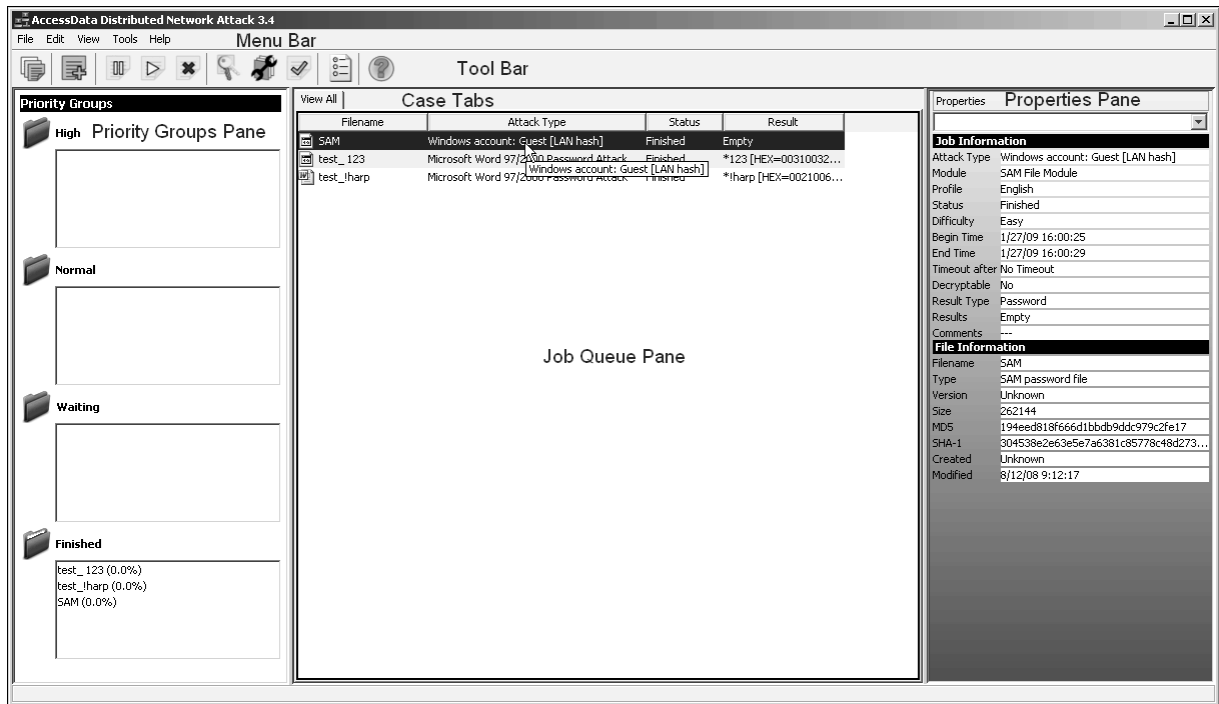 AccessData Distributed Network Attack 3.4
File Edit View Tools Help Menu Bar
Tool Bar
Priority Groups
High Priority Groups Pane
Normal
Waiting
Finished
test_ 123 (0.0%)
test_!harp (0.0%)
SAM (0.0%)
View All Case Tabs
Filename Attack Type Status Result
SAM Windows account: Guest [LAN hash] Finished Empty
test_ 123 Microsoft Word 97/2000 Password Attack Finished *123 [HEX=00310032...
Windows account: Guest [LAN hash]
test_!harp Microsoft Word 97/2000 Password Attack Finished *!harp [HEX=0021006...
Job Queue Pane
Properties Properties Pane
Job Information
Attack Type Windows account: Guest [LAN hash]
Module SAM File Module
Profile English
Status Finished
Difficulty Easy
Begin Time 1/27/09 16:00:25
End Time 1/27/09 16:00:29
Timeout after No Timeout
Decryptable No
Result Type Password
Results Empty
Comments ---
File Information
Filename SAM
Type SAM password file
Version Unknown
Size 262144
MD5 194eed818f666d1bbdb9ddc979c2fe17
SHA-1 304538e2e63e5e7a6381c85778c48d273...
Created Unknown
Modified 8/12/08 9:12:17